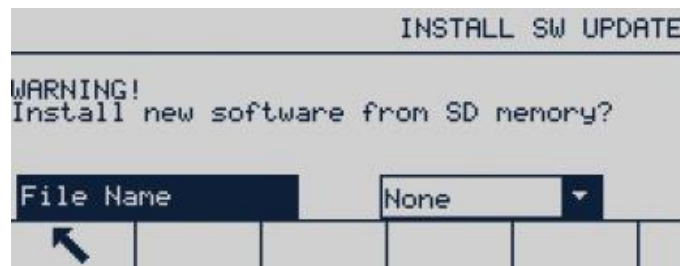 INSTALL SW UPDATE
WARNING!
Install new software from SD memory?
File Name None